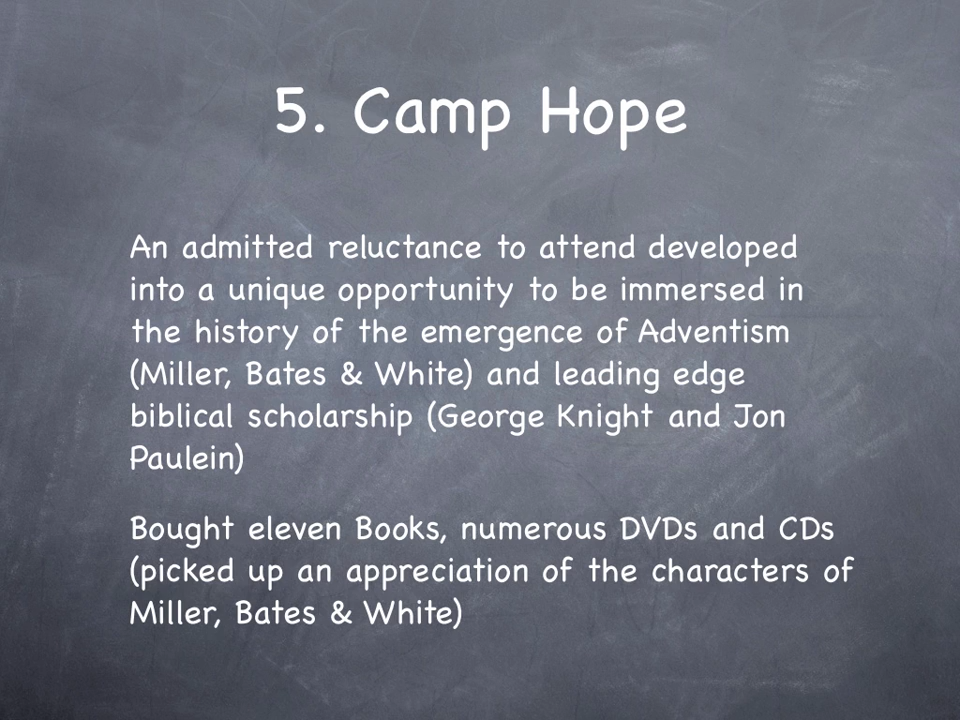 5. Camp Hope
An admitted reluctance to attend developed
into a unique opportunity to be immersed in
the history of the emergence of Adventism
(Miller, Bates & White) and leading edge
biblical scholarship (George Knight and Jon
Paulein)
Bought eleven Books, numerous DVDs and CDs
(picked up an appreciation of the characters of
Miller, Bates & White)